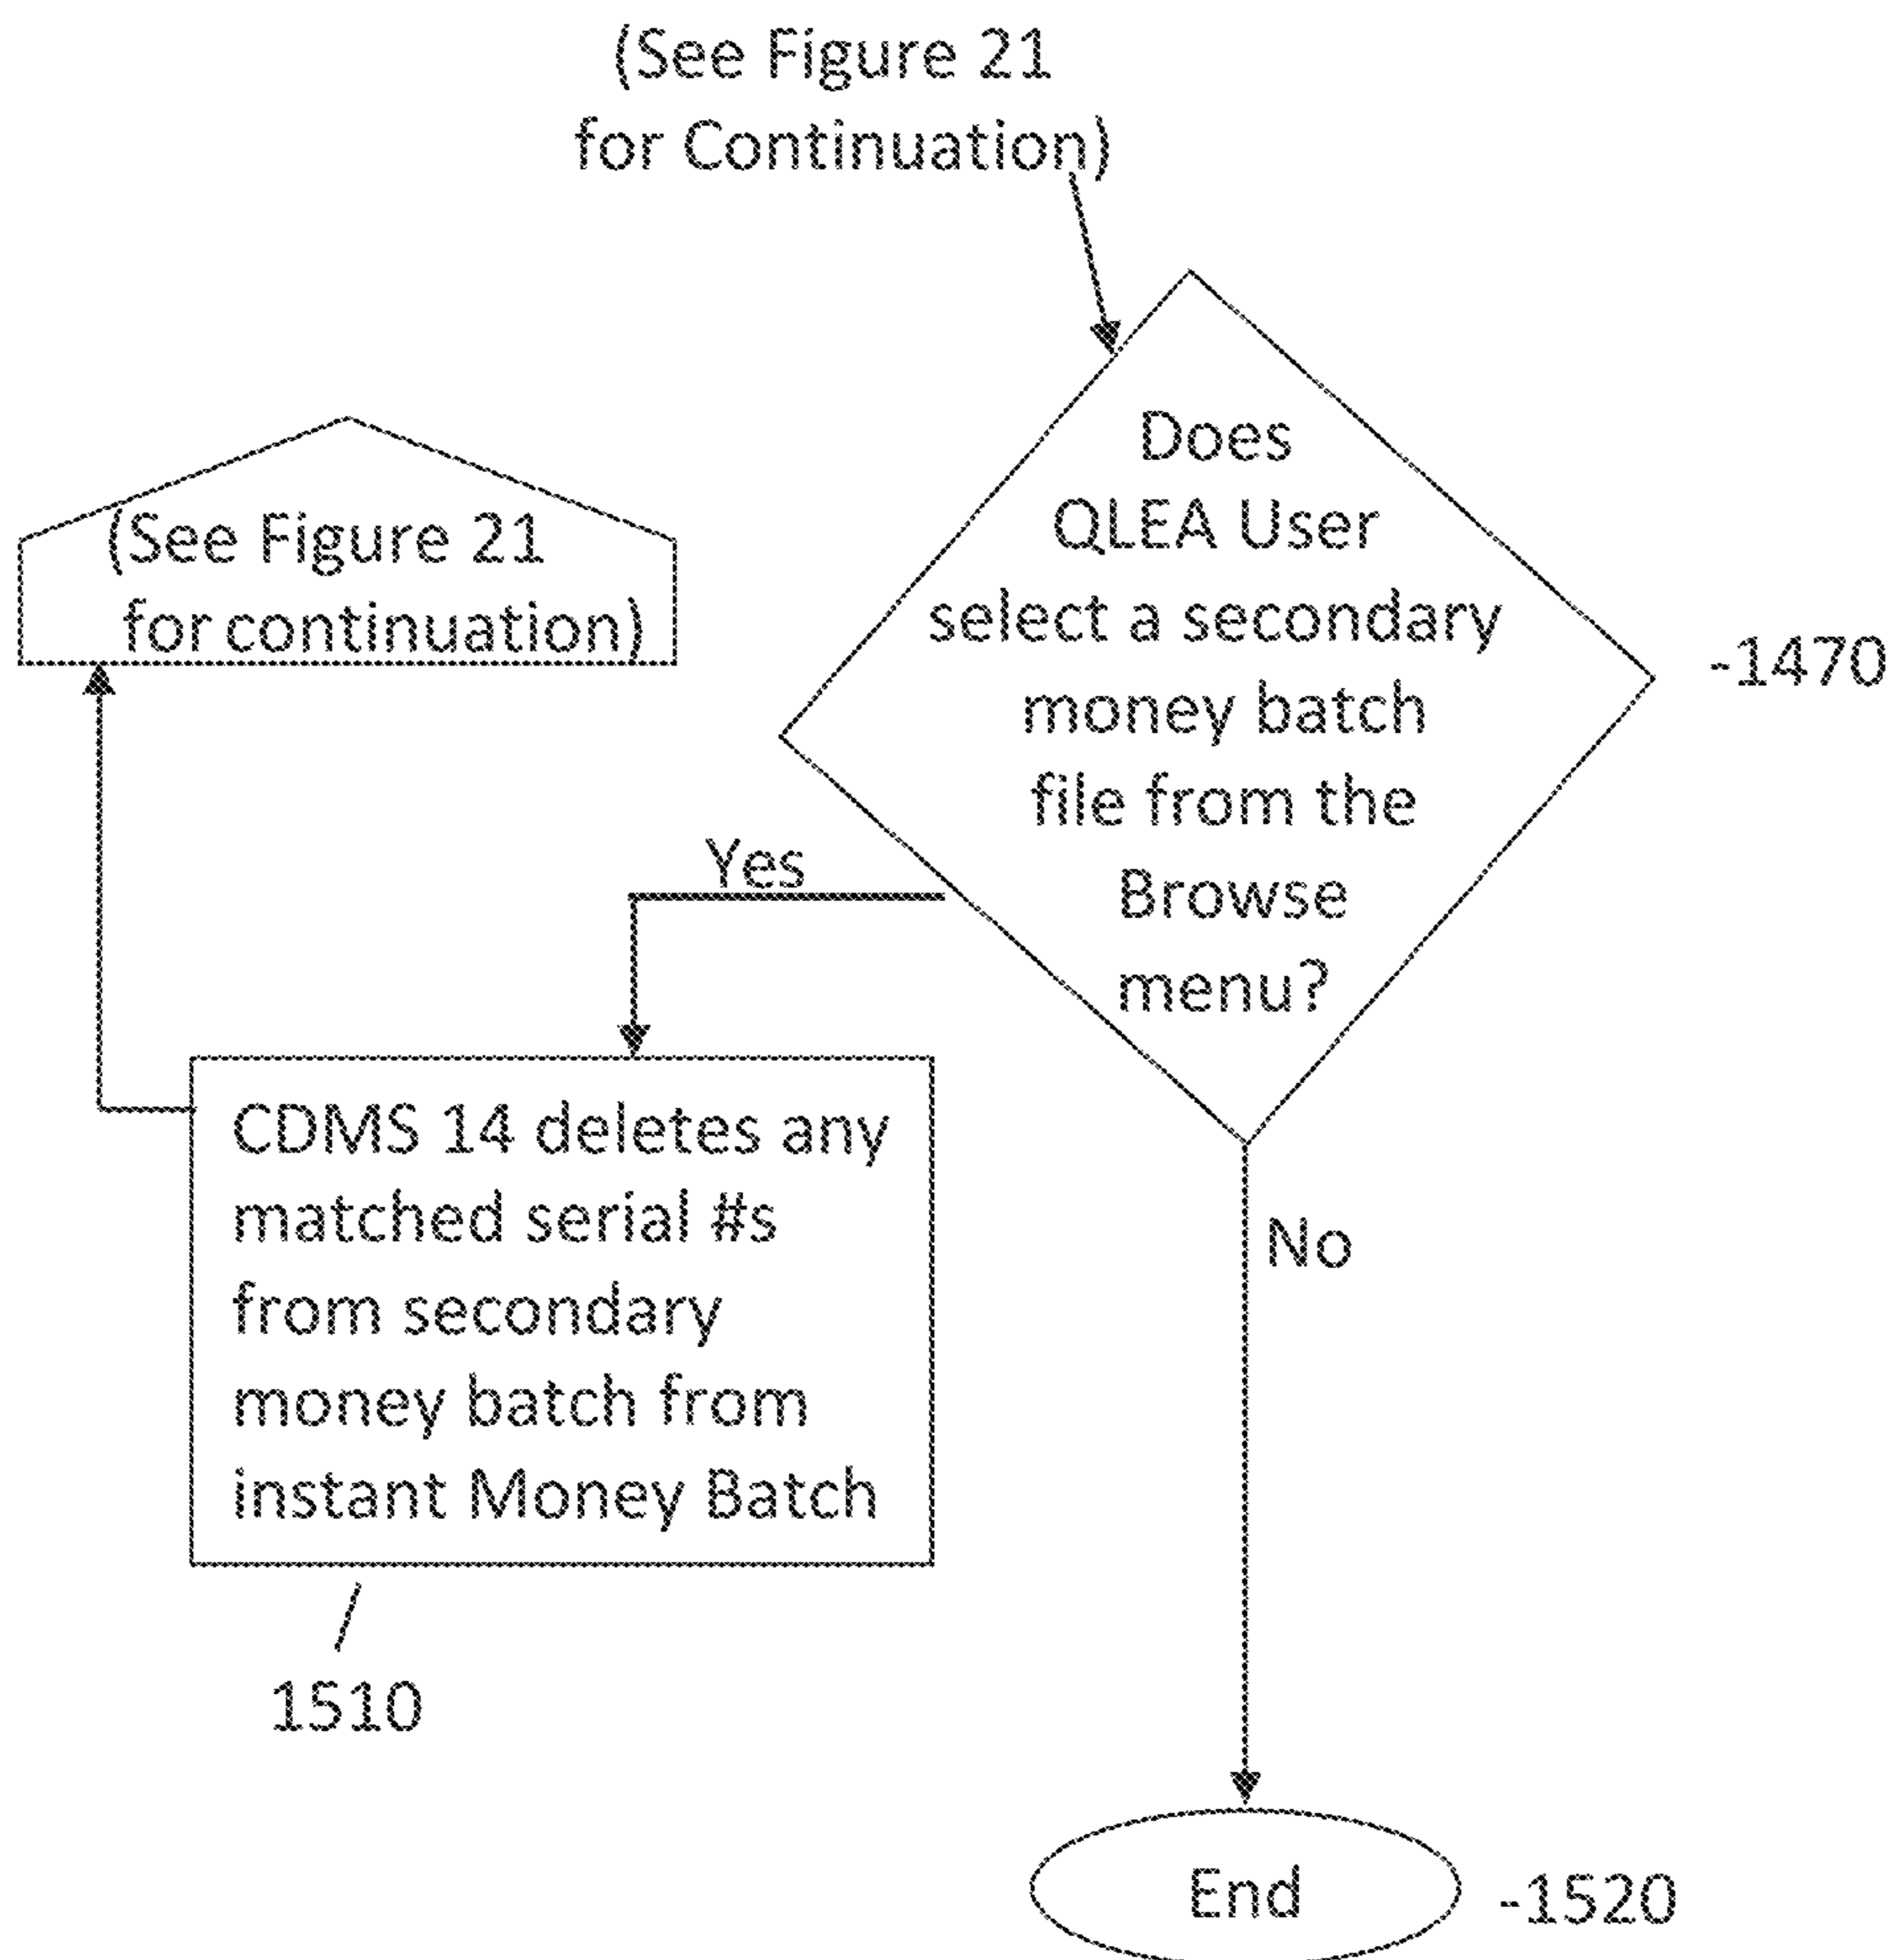 (See Figure 21
for Continuation)
Does
QLEA User
select a secondary
money batch
file from the
Browse
menu?
-1470
(See Figure 21
for continuation)
Yes
CDMS 14 deletes any
matched serial #s
from secondary
money batch from
instant Money Batch
1510
No
End
-1520